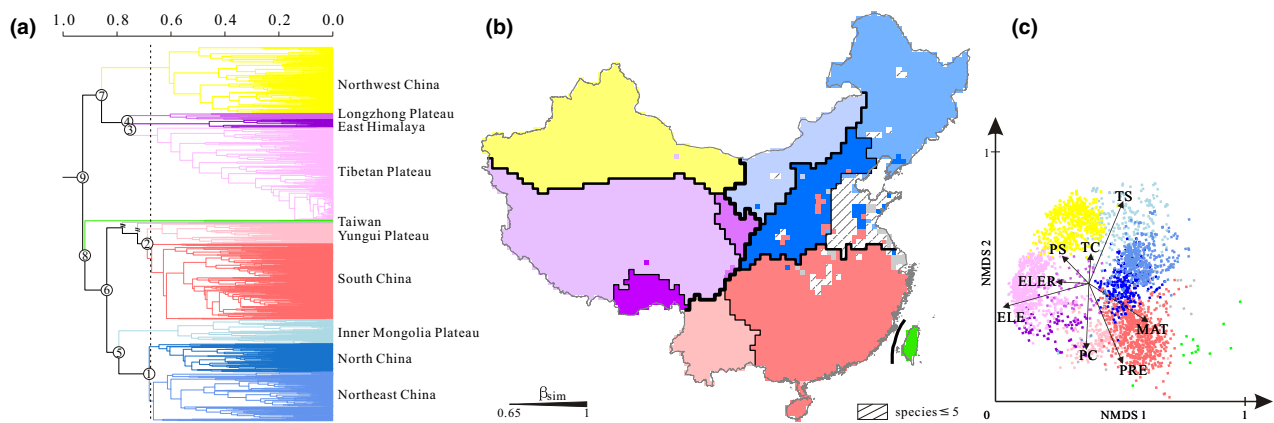 (a)
1.0 0.8 0.6 0.4 0.2 0.0
Northwest China
7
4
Longzhong Plateau
3
East Himalaya
Tibetan Plateau
9
Taiwan
Yungui Plateau
2
8
South China
6
Inner Mongolia Plateau
5
North China
1
Northeast China
(b)
βsim
0.65 1
species ≤ 5
(c)
1
TS
PS TC
ELER
ELE
MAT
PC
PRE
NMDS 2
0 NMDS 1 1